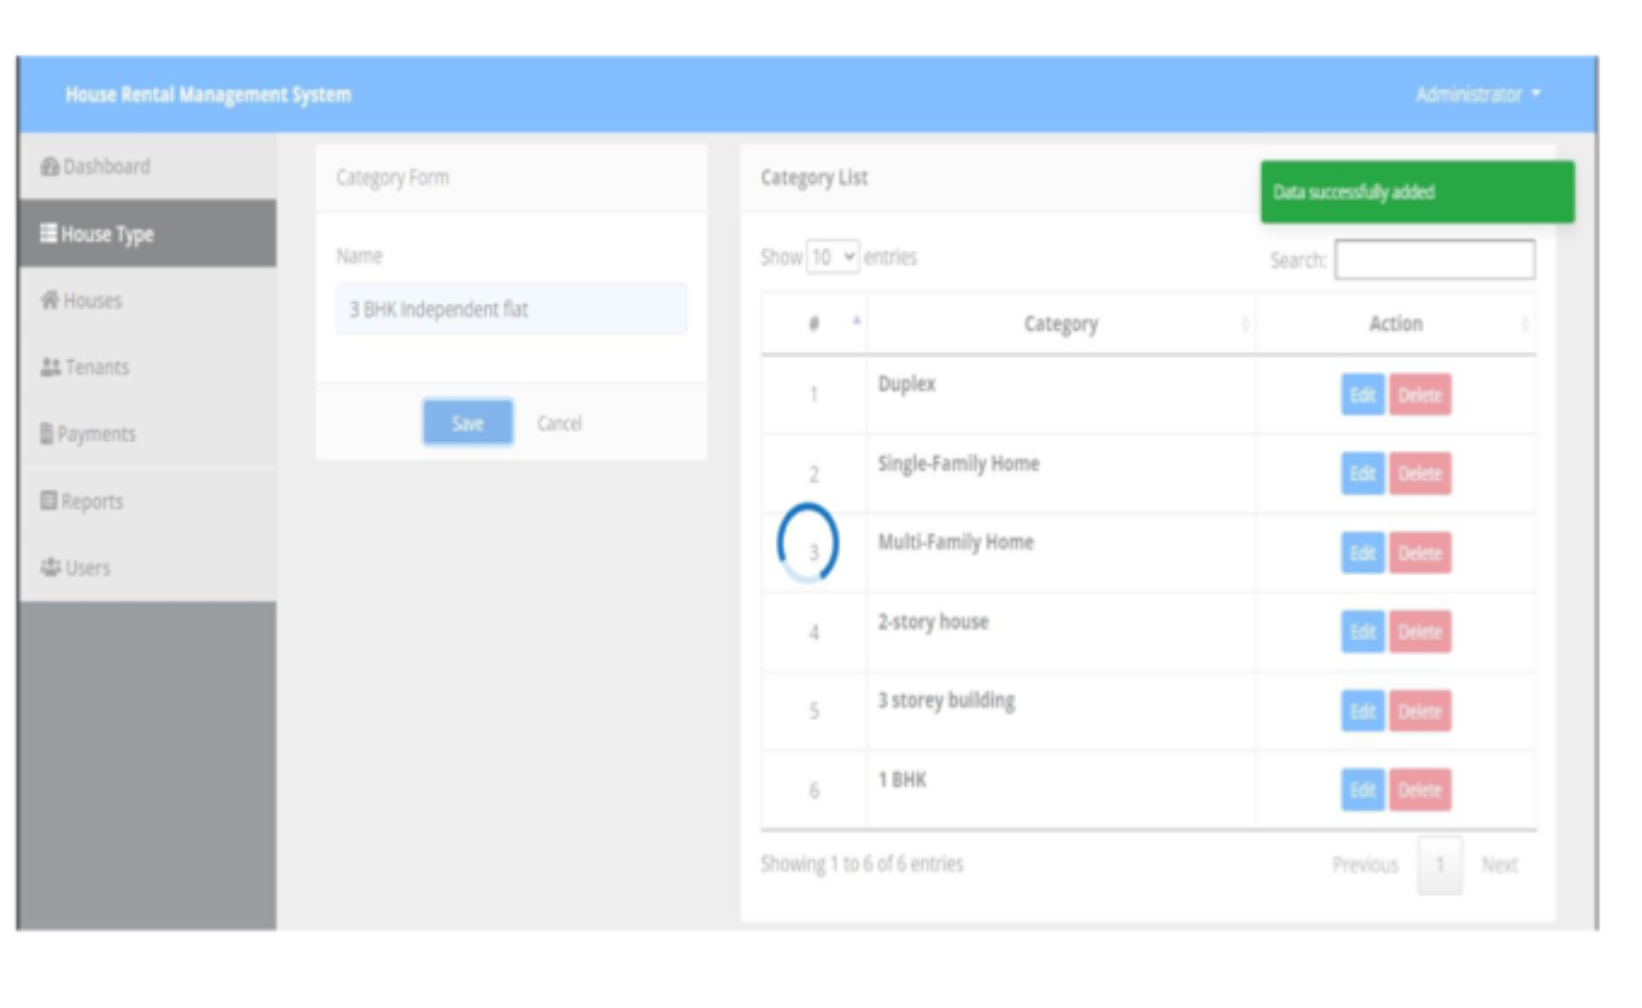 House Rental Management System
Administrator
Dashboard
House Type
Houses
Tenants
Payments
Reports
Users
Category Form
Name
3 BHK Independent flat
Save Cancel
Category List
Data successfully added
Show 10 entries
Search:
# Category Action
1 Duplex Edit Delete
2 Single-Family Home Edit Delete
3 Multi-Family Home Edit Delete
4 2-story house Edit Delete
5 3 storey building Edit Delete
6 1 BHK Edit Delete
Showing 1 to 6 of 6 entries
Previous 1 Next